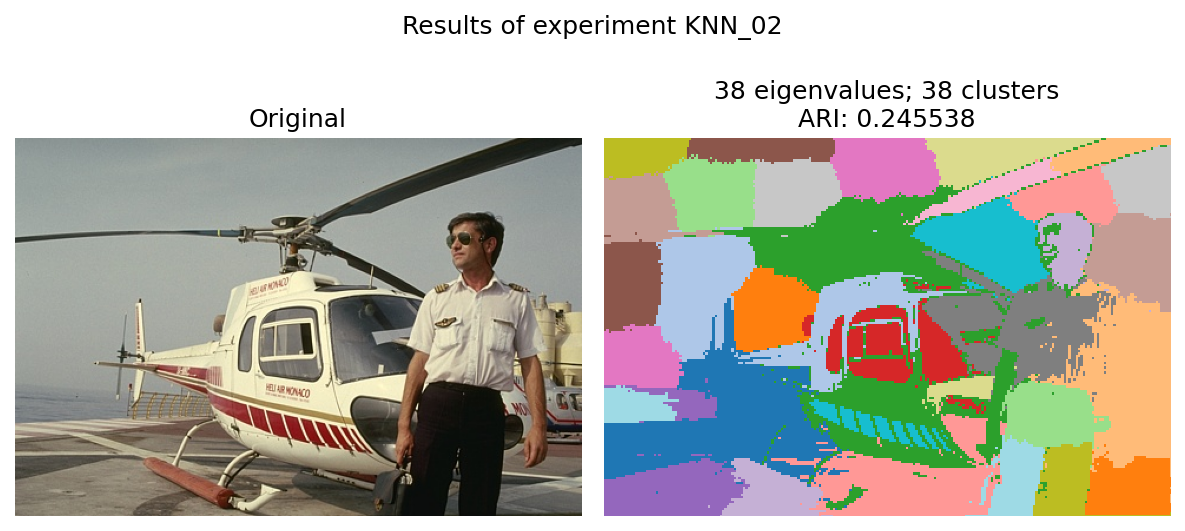 Results of experiment KNN_02
Original
38 eigenvalues; 38 clusters
ARI: 0.245538
HELI AIR MONACO
HELI AIR MONACO